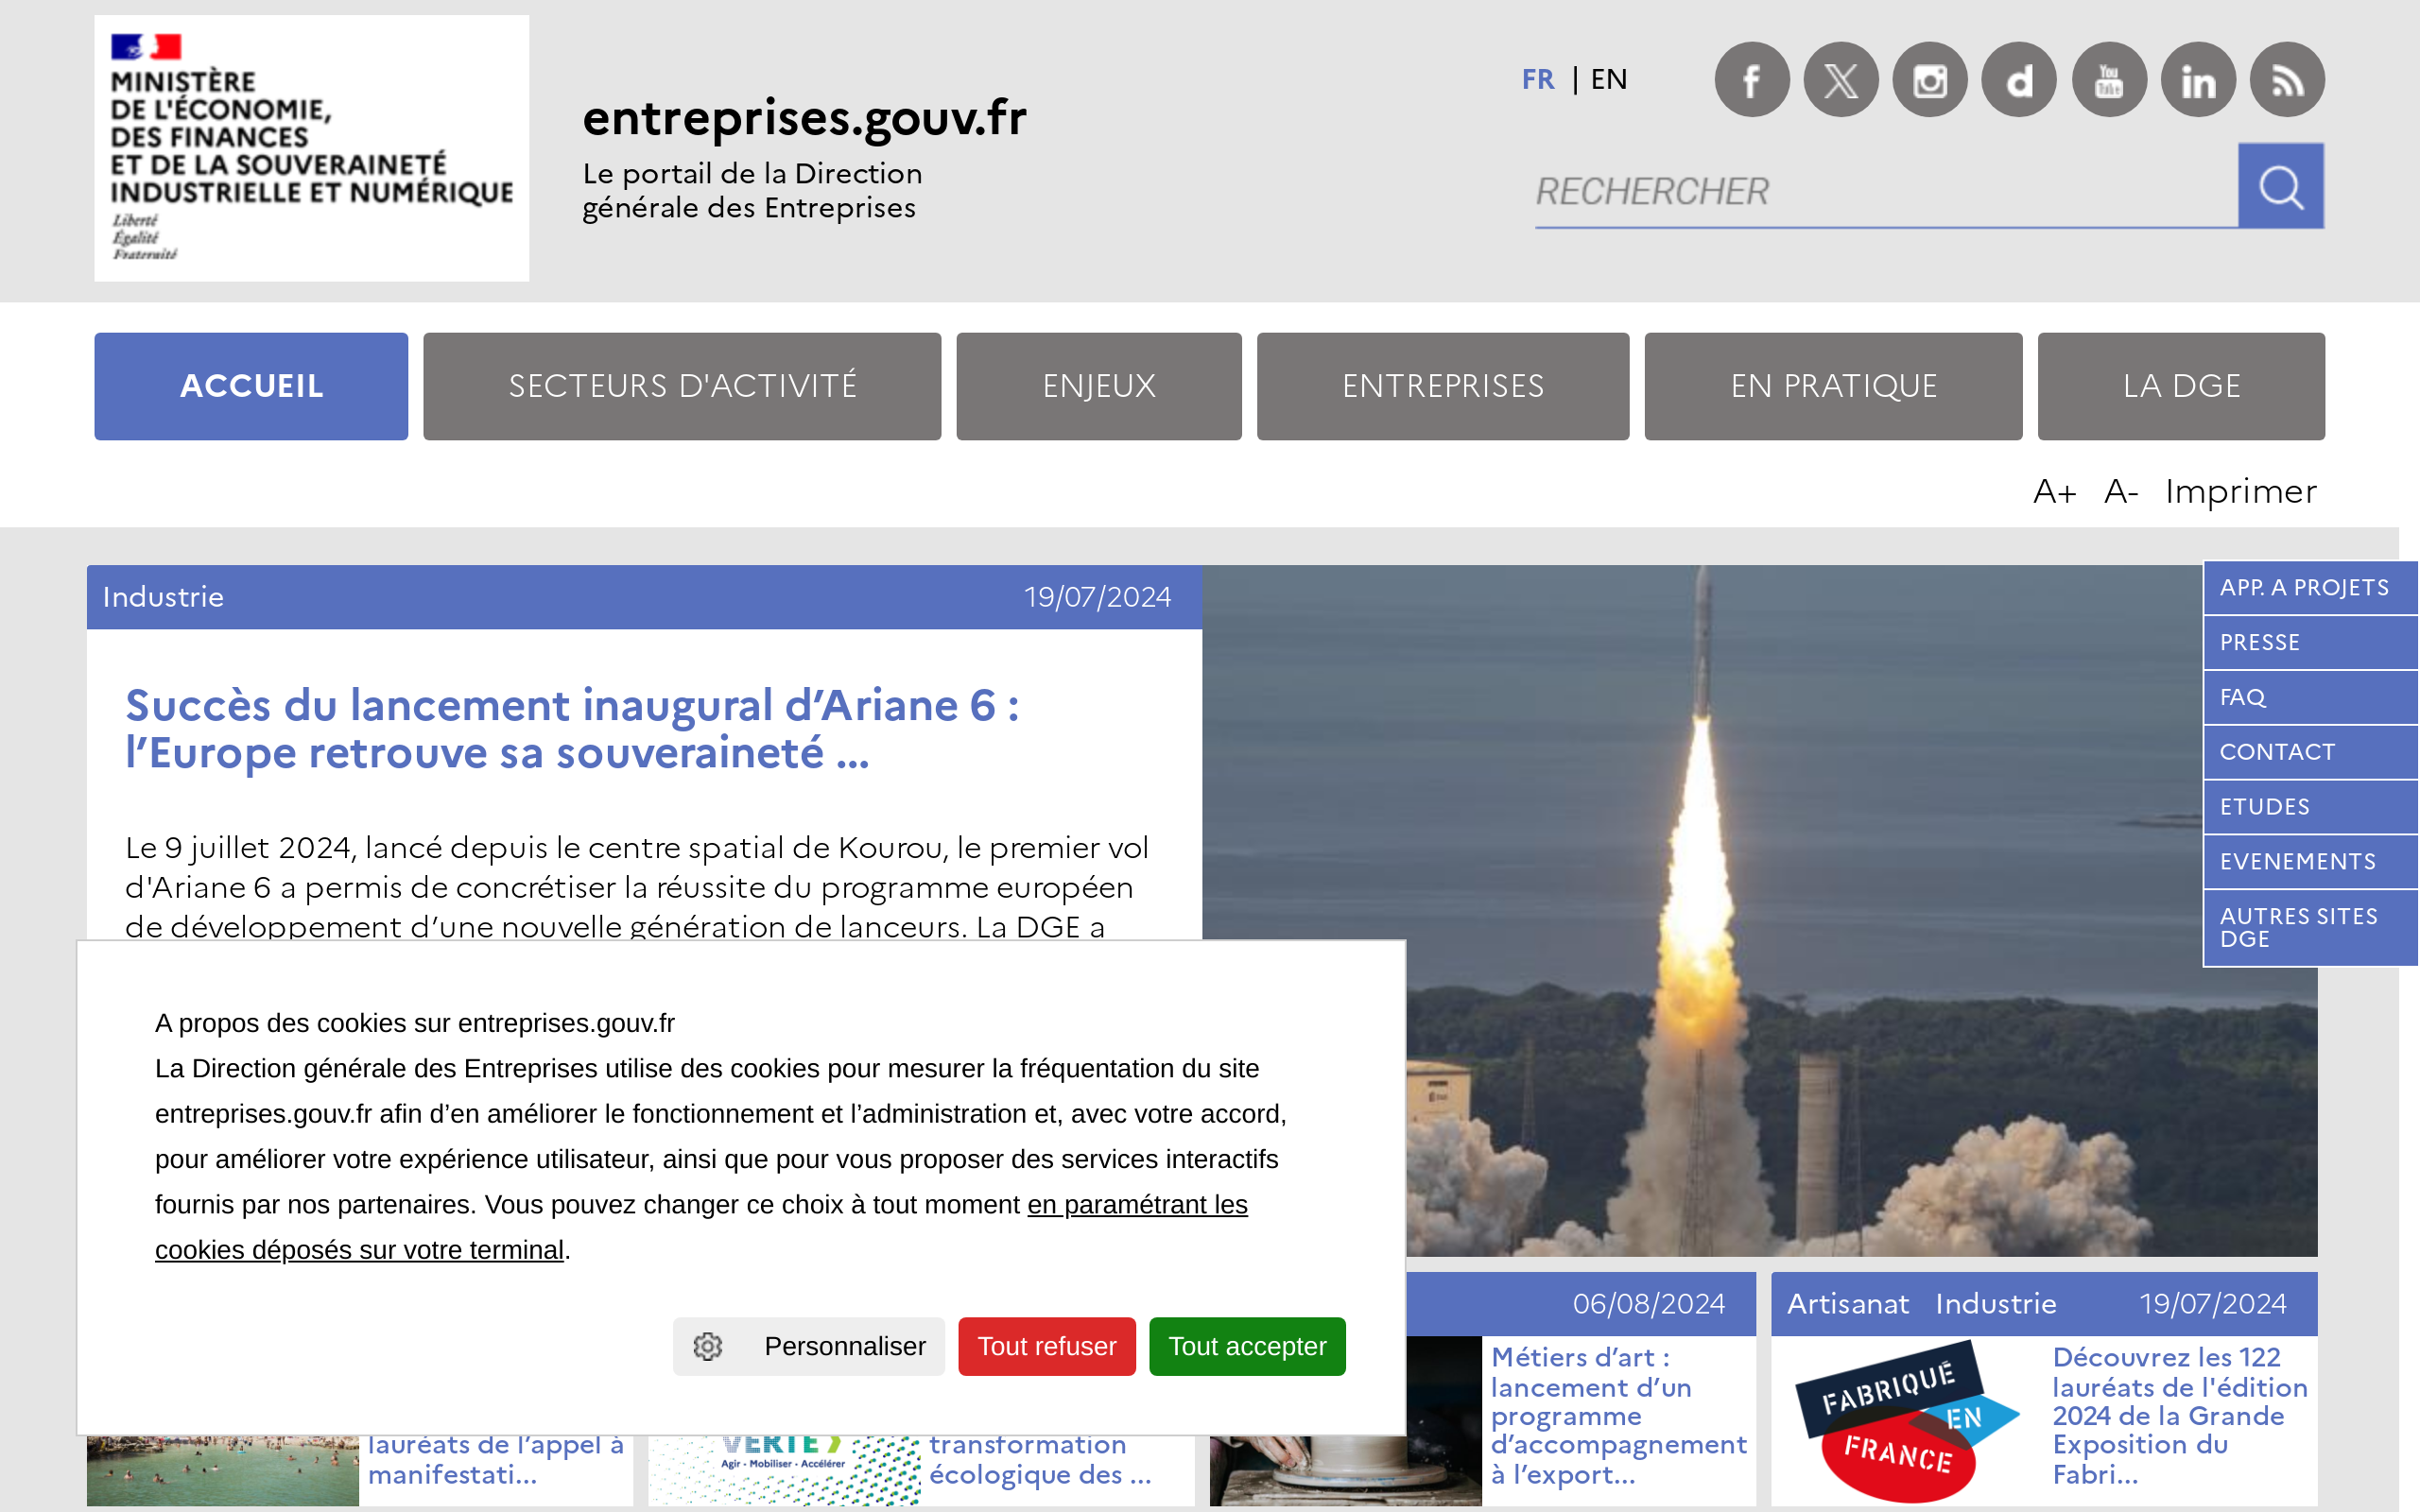 MINISTÈRE
DE L'ÉCONOMIE,
DES FINANCES
ET DE LA SOUVERAINETÉ
INDUSTRIELLE ET NUMÉRIQUE
Liberté
Égalité
Fraternité
entreprises.gouv.fr
Le portail de la Direction
générale des Entreprises
FR | EN
RECHERCHER
ACCUEIL
SECTEURS D'ACTIVITÉ
ENJEUX
ENTREPRISES
EN PRATIQUE
LA DGE
A+ A- Imprimer
Industrie 19/07/2024
Succès du lancement inaugural d’Ariane 6 :
l’Europe retrouve sa souveraineté ...
Le 9 juillet 2024, lancé depuis le centre spatial de Kourou, le premier vol
d'Ariane 6 a permis de concrétiser la réussite du programme européen
de développement d’une nouvelle génération de lanceurs. La DGE a
APP. A PROJETS
PRESSE
FAQ
CONTACT
ETUDES
EVENEMENTS
AUTRES SITES
DGE
A propos des cookies sur entreprises.gouv.fr
La Direction générale des Entreprises utilise des cookies pour mesurer la fréquentation du site
entreprises.gouv.fr afin d’en améliorer le fonctionnement et l’administration et, avec votre accord,
pour améliorer votre expérience utilisateur, ainsi que pour vous proposer des services interactifs
fournis par nos partenaires. Vous pouvez changer ce choix à tout moment en paramétrant les
cookies déposés sur votre terminal.
Personnaliser
Tout refuser
Tout accepter
lauréats de l’appel à
manifestati...
VERTE
Agir - Mobiliser - Accélérer
transformation
écologique des ...
06/08/2024
Métiers d’art :
lancement d’un
programme
d’accompagnement
à l’export...
Artisanat Industrie 19/07/2024
FABRIQUÉ
EN
FRANCE
Découvrez les 122
lauréats de l'édition
2024 de la Grande
Exposition du
Fabri...